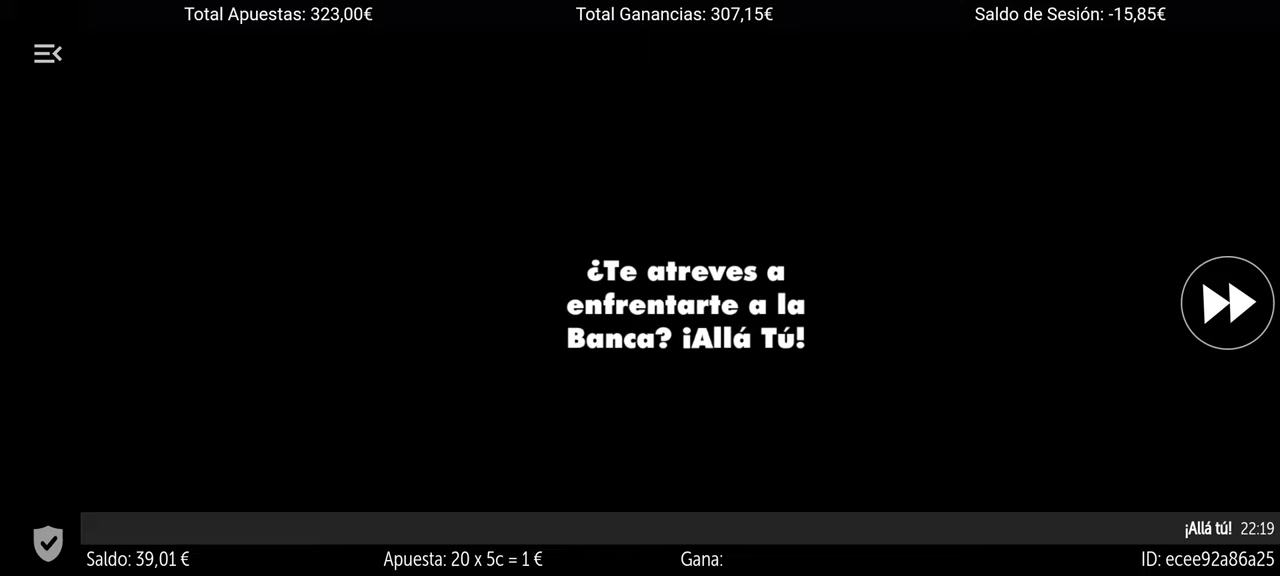 Total Apuestas: 323,00€ Total Ganancias: 307,15€ Saldo de Sesión: -15,85€
¿Te atreves a
enfrentarte a la
Banca? ¡Allá Tú!
¡Allá tú! 22:19
Saldo: 39,01 € Apuesta: 20 x 5c = 1 € Gana: ID: ecee92a86a25